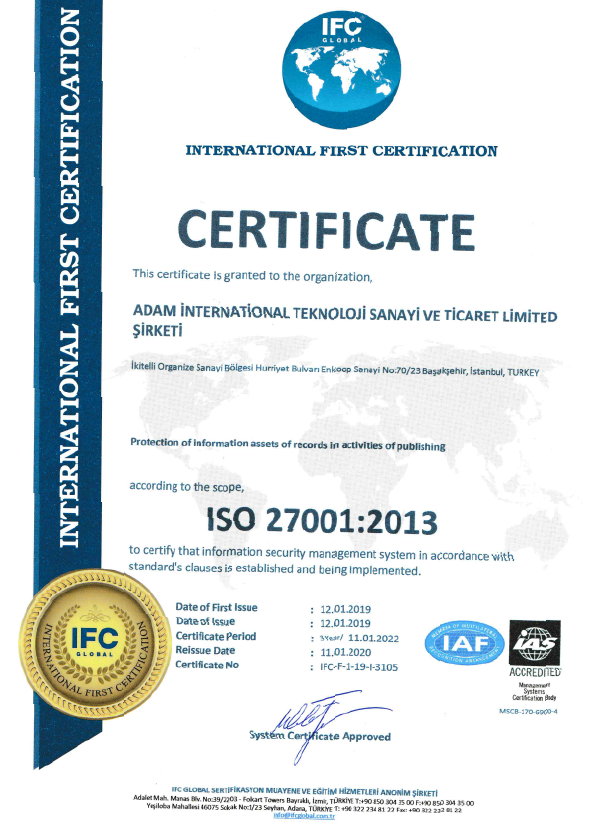 INTERNATIONAL FIRST CERTIFICATION
IFC
GLOBAL
INTERNATIONAL FIRST CERTIFICATION
CERTIFICATE
This certificate is granted to the organization,
ADAM İNTERNATİONAL TEKNOLOJİ SANAYİ VE TİCARET LİMİTED
ŞİRKETİ
İkitelli Organize Sanayi Bölgesi Hurriyet Bulvarı Enkoop Sanayi No:70/23 Başakşehir, İstanbul, TURKEY
Protection of information assets of records in activities of publishing
according to the scope,
ISO 27001:2013
to certify that information security management system in accordance with
standard's clauses is established and being implemented.
Date of First Issue : 12.01.2019
Date of Issue : 12.01.2019
Certificate Period : 3Year/ 11.01.2022
Reissue Date : 11.01.2020
Certificate No : IFC-F-1-19-I-3105
IFC
GLOBAL
INTERNATIONAL FIRST CERTIFICATION
MEMBER OF MULTILATERAL
IAF
RECOGNITION ARRANGEMENT
IAS
ACCREDITED
Management
Systems
Certification Body
MSCB-170-6900-4
System Certificate Approved
IFC GLOBAL SERTİFİKASYON MUAYENE VE EĞİTİM HİZMETLERİ ANONİM ŞİRKETİ
Adalet Mah. Manas Blv. No:39/2203 - Folkart Towers Bayraklı, İzmir, TÜRKİYE T:+90 850 304 35 00 F:+90 850 304 35 00
Yeşiloba Mahallesi 46075 Sokak No:1/23 Seyhan, Adana, TÜRKİYE T: +90 322 234 81 22 Fax: +90 322 232 81 22
info@ifcglobal.com.tr